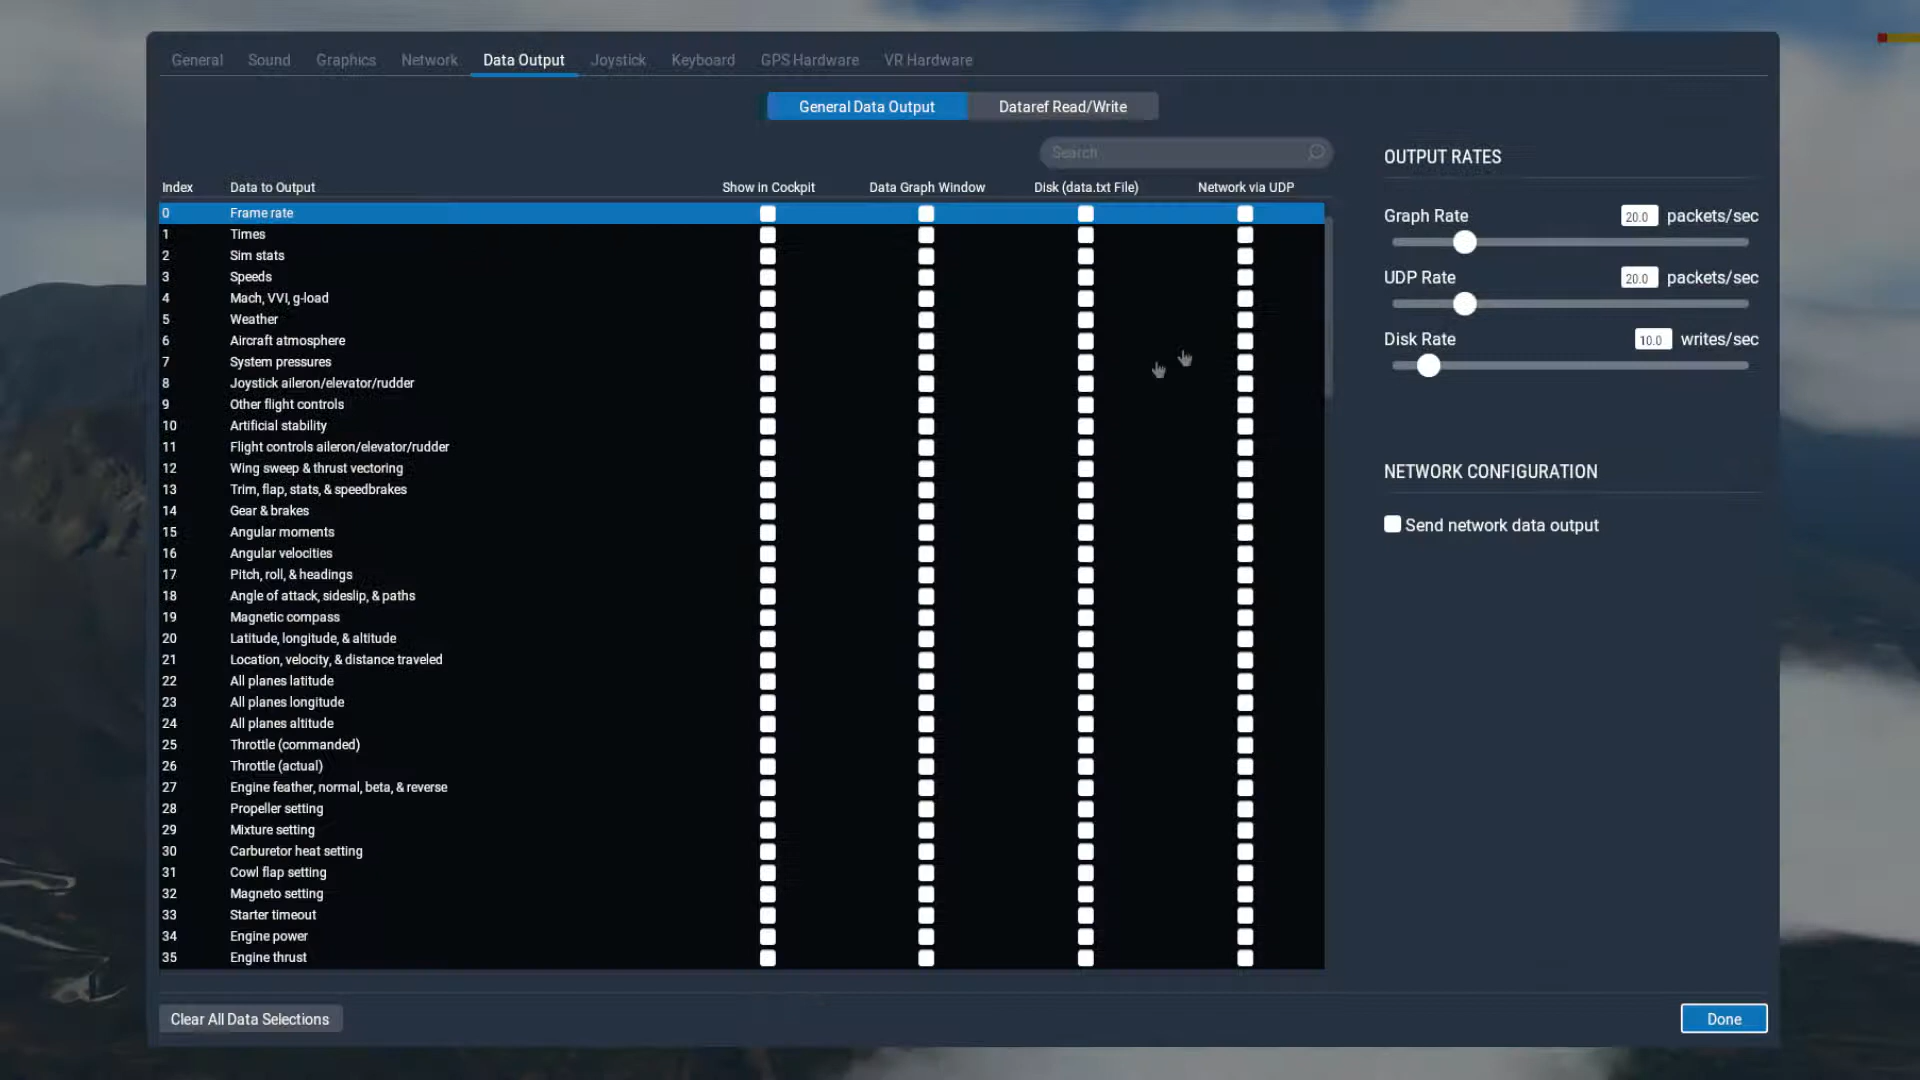 General Sound Graphics Network Data Output Joystick Keyboard GPS Hardware VR Hardware
General Data Output Dataref Read/Write
Search
Index Data to Output Show in Cockpit Data Graph Window Disk (data.txt File) Network via UDP
0 Frame rate
1 Times
2 Sim stats
3 Speeds
4 Mach, VVI, g-load
5 Weather
6 Aircraft atmosphere
7 System pressures
8 Joystick aileron/elevator/rudder
9 Other flight controls
10 Artificial stability
11 Flight controls aileron/elevator/rudder
12 Wing sweep & thrust vectoring
13 Trim, flap, stats, & speedbrakes
14 Gear & brakes
15 Angular moments
16 Angular velocities
17 Pitch, roll, & headings
18 Angle of attack, sideslip, & paths
19 Magnetic compass
20 Latitude, longitude, & altitude
21 Location, velocity, & distance traveled
22 All planes latitude
23 All planes longitude
24 All planes altitude
25 Throttle (commanded)
26 Throttle (actual)
27 Engine feather, normal, beta, & reverse
28 Propeller setting
29 Mixture setting
30 Carburetor heat setting
31 Cowl flap setting
32 Magneto setting
33 Starter timeout
34 Engine power
35 Engine thrust
OUTPUT RATES
Graph Rate 20.0 packets/sec
UDP Rate 20.0 packets/sec
Disk Rate 10.0 writes/sec
NETWORK CONFIGURATION
Send network data output
Clear All Data Selections
Done